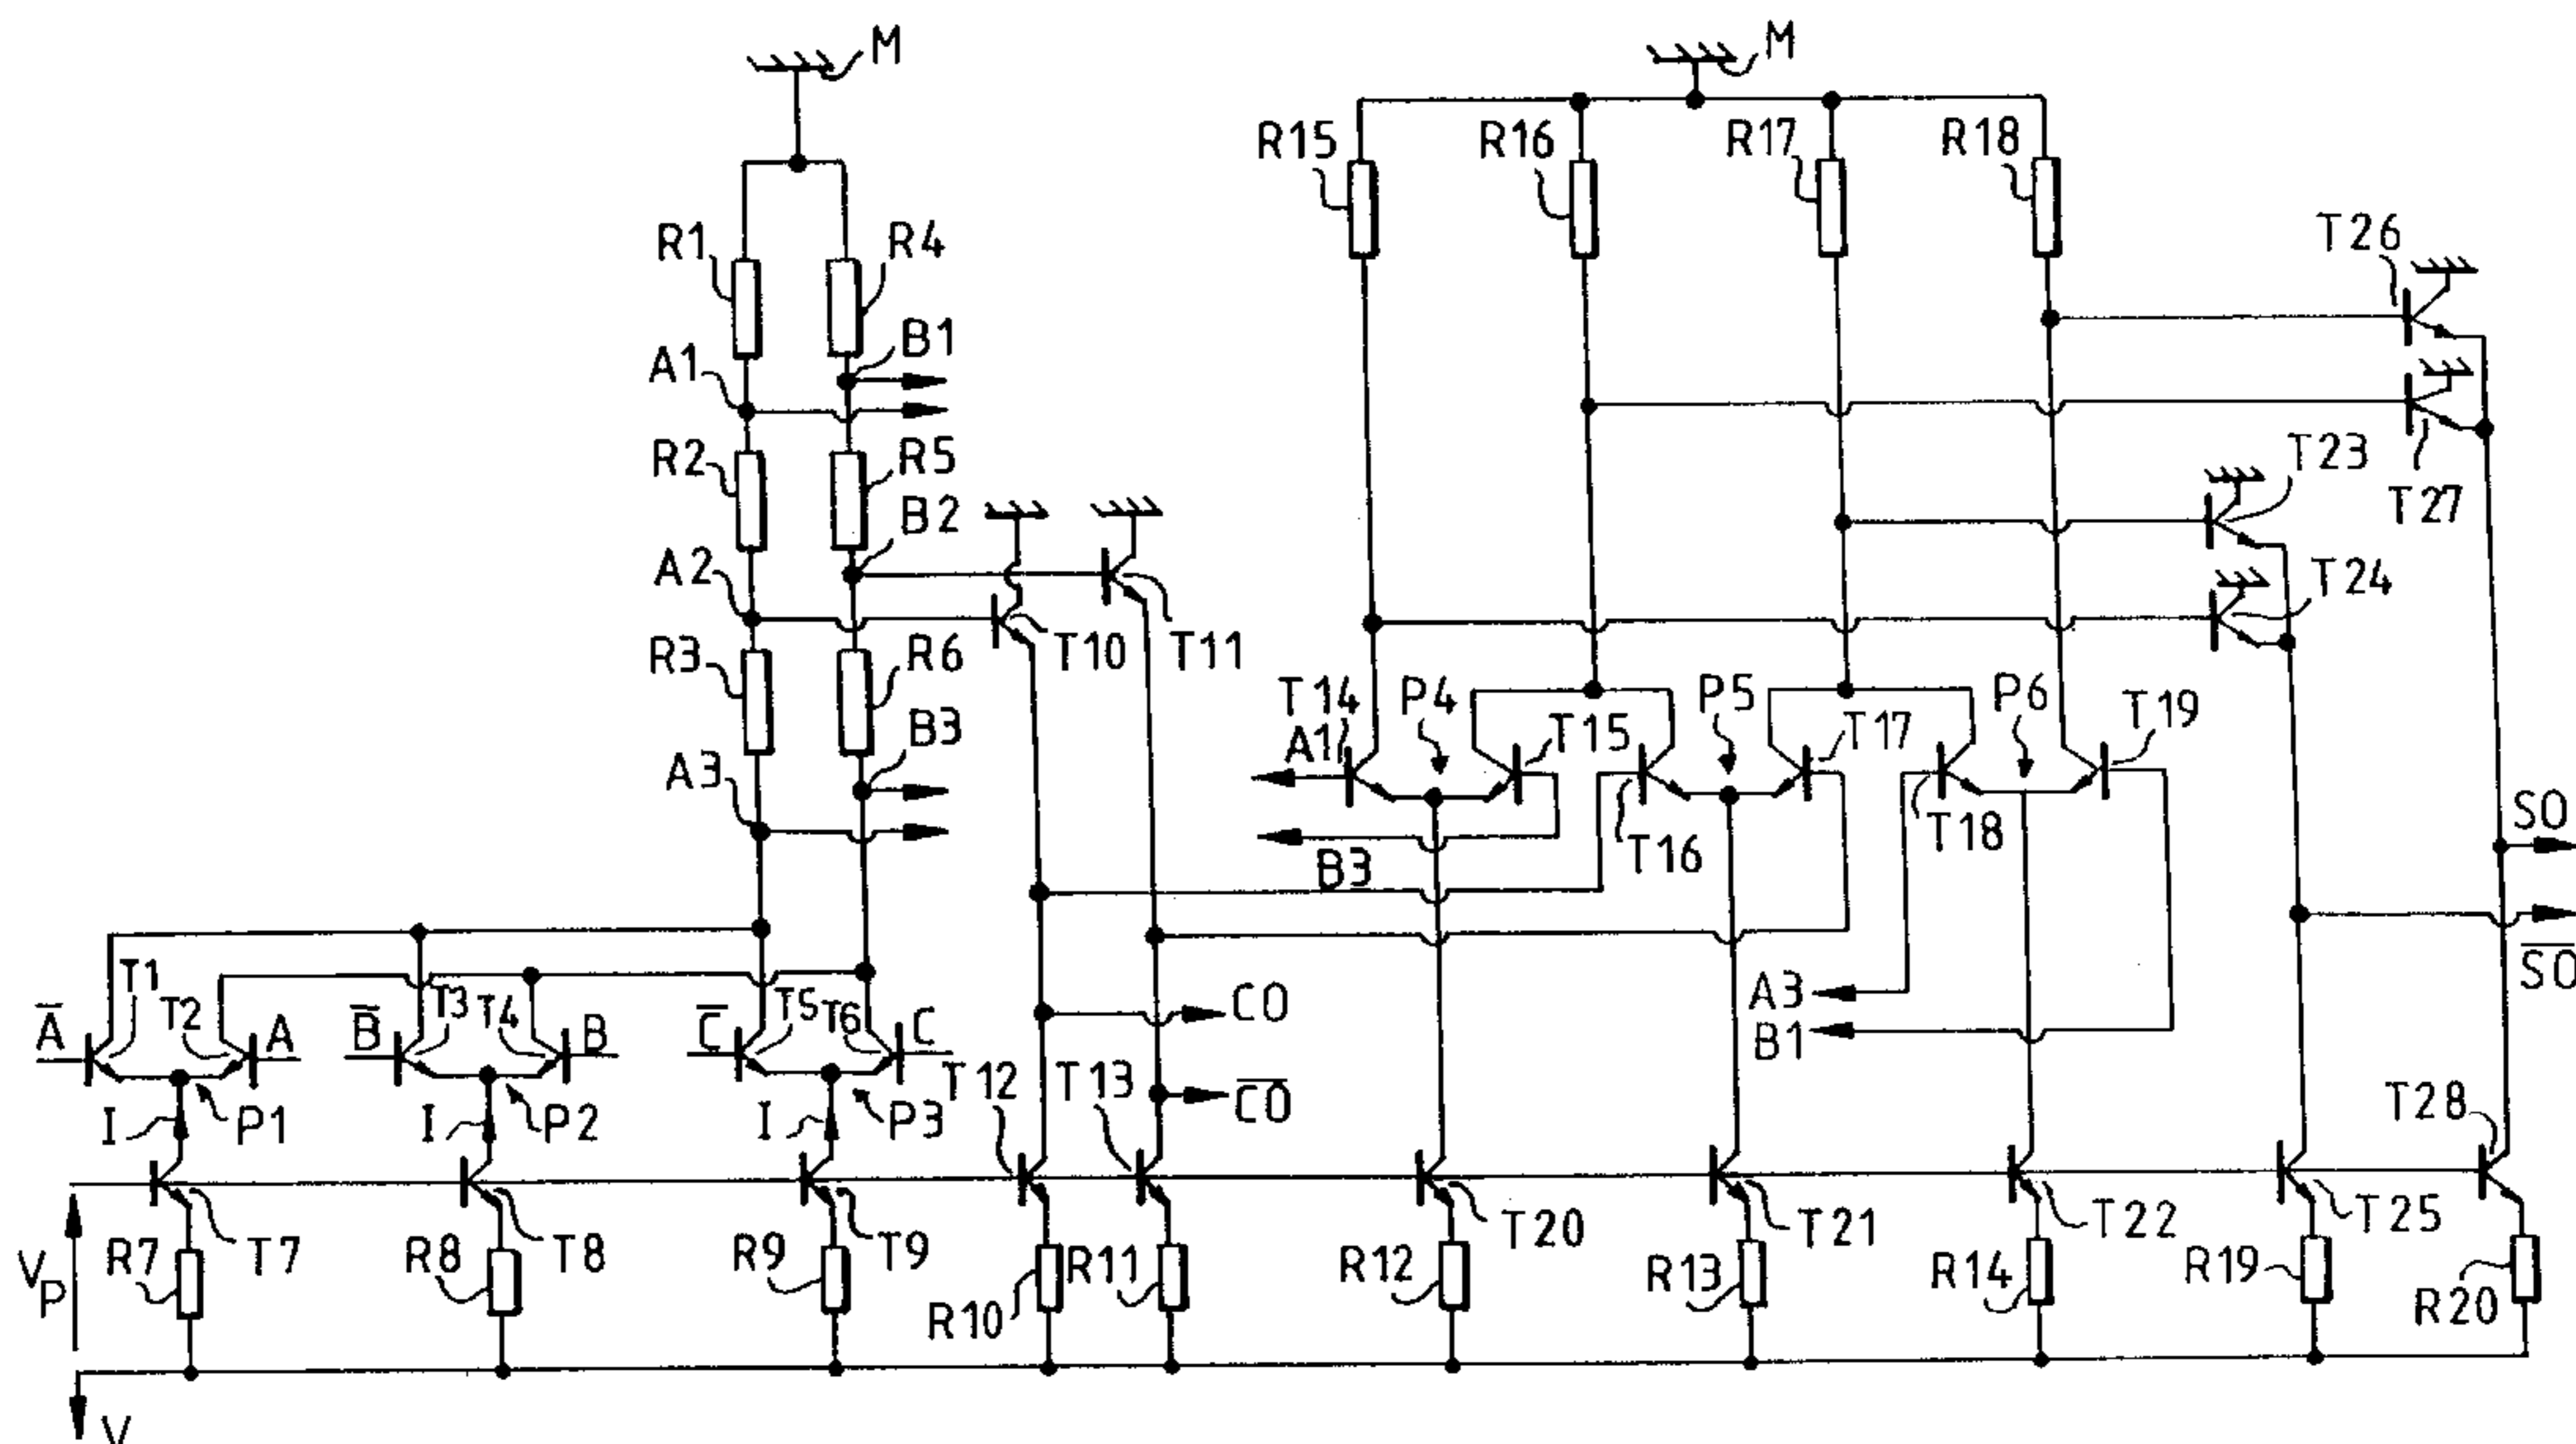 M
M
R15
R16
R17
R18
R1
R4
T26
B1
A1
R2
R5
T23
B2
T27
A2
T24
R3
R6
T10
T11
B3
A3
T14
P4
T15
P5
T17
P6
T19
A1
T16
T18
B3
SO
S̅O̅
A̅
T1
T2
A
B̅
T3
T4
B
C̅
T5
T6
C
CO
A3
B1
C̅O̅
T12
T13
T28
I
P1
I
P2
I
P3
VP
R7
T7
R8
T8
R9
T9
R10
R11
R12
T20
R13
T21
R14
T22
R19
T25
R20
V